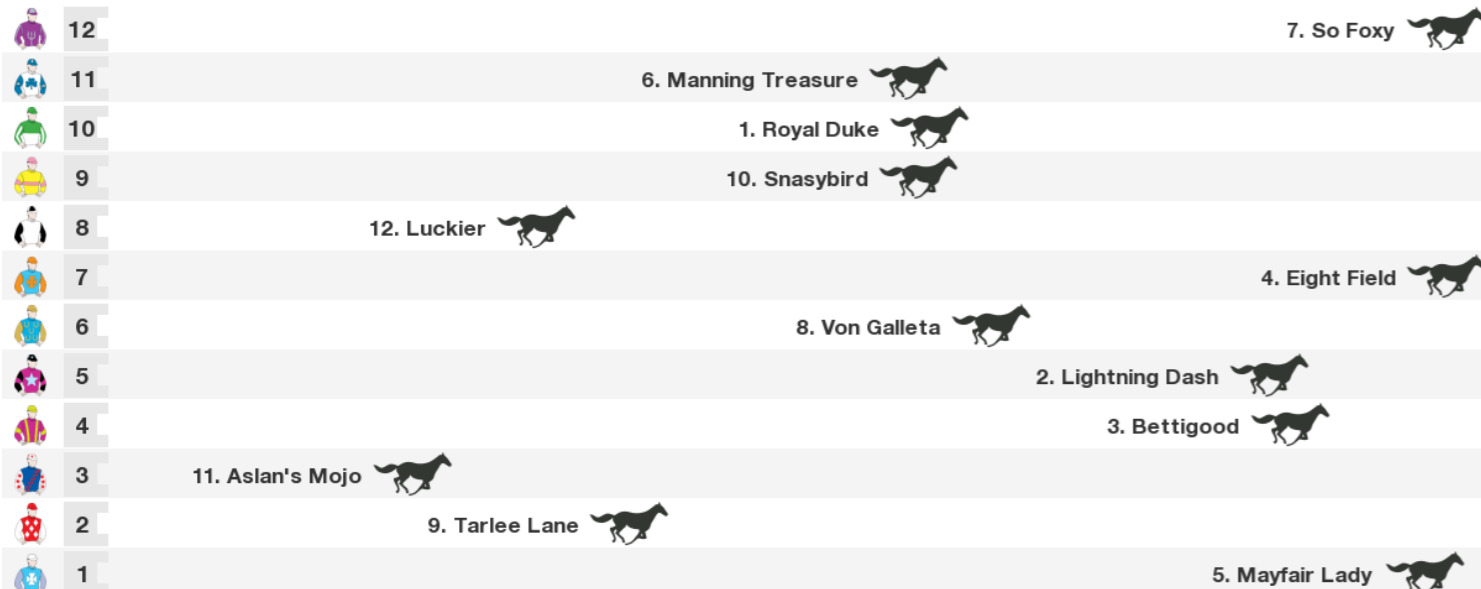 12 7. So Foxy
11 6. Manning Treasure
10 1. Royal Duke
9 10. Snasybird
8 12. Luckier
7 4. Eight Field
6 8. Von Galleta
5 2. Lightning Dash
4 3. Bettigood
3 11. Aslan's Mojo
2 9. Tarlee Lane
1 5. Mayfair Lady